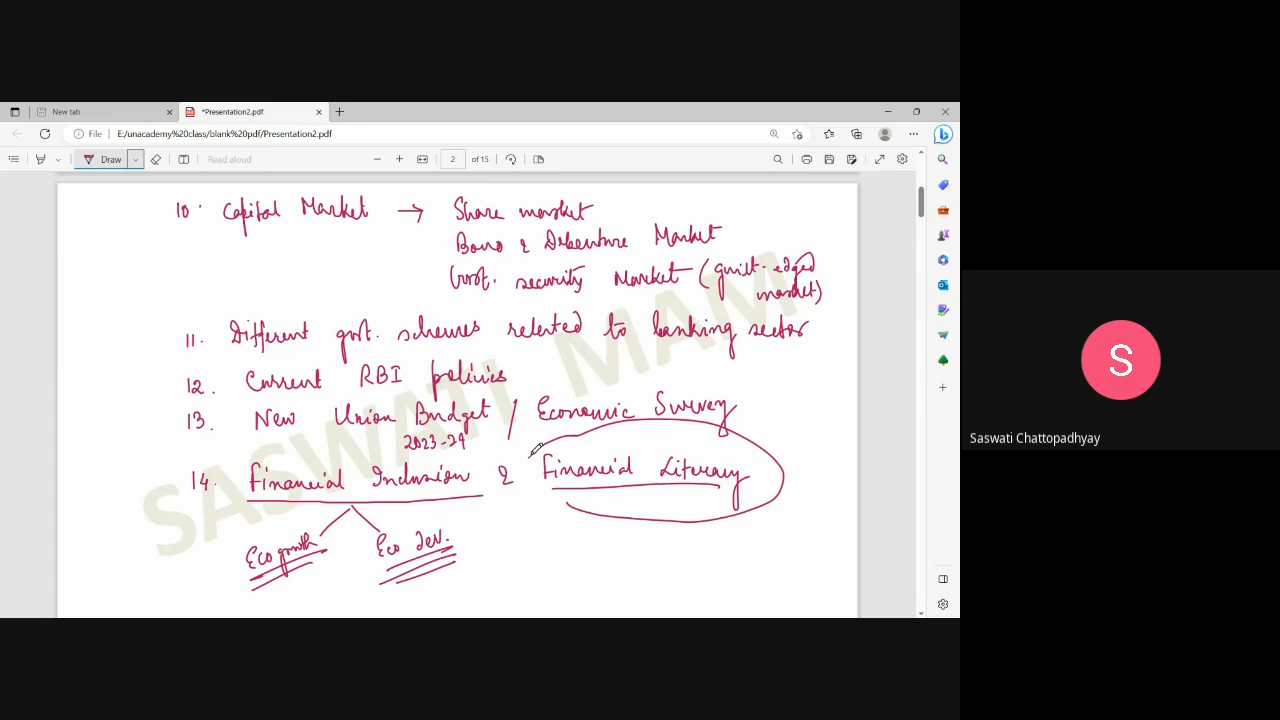 New tab
*Presentation2.pdf
File
E:/unacademy%20class/blank%20pdf/Presentation2.pdf
Draw
Read aloud
2
of 15
10. Capital Market → Share market
Bond & Debenture Market
Govt. security Market (guilt-edged
market)
11. Different govt. schemes related to banking sector
12. Current RBI policies
13. New Union Budget / Economic Survey
2023-24
14. Financial Inclusion & Financial Literacy
Eco growth Eco dev.
SASWATI MAM
S
Saswati Chattopadhyay